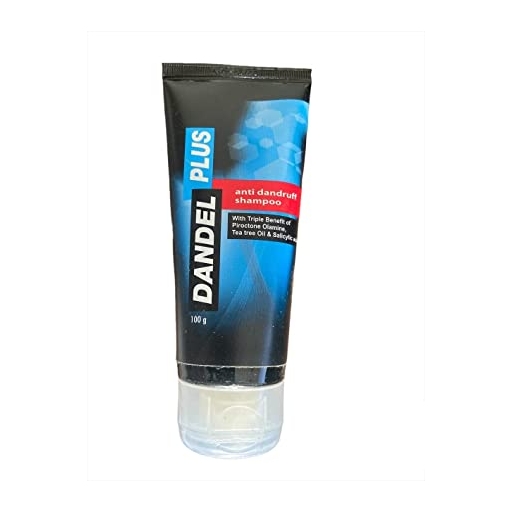 DANDEL PLUS
anti dandruff
shampoo
With Triple Benefit of
Piroctone Olamine,
Tea tree Oil & Salicylic
100 g